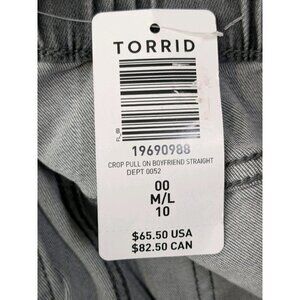 TORRID
19690988
CROP PULL ON BOYFRIEND STRAIGHT
DEPT 0052
00
M/L
10
$65.50 USA
$82.50 CAN